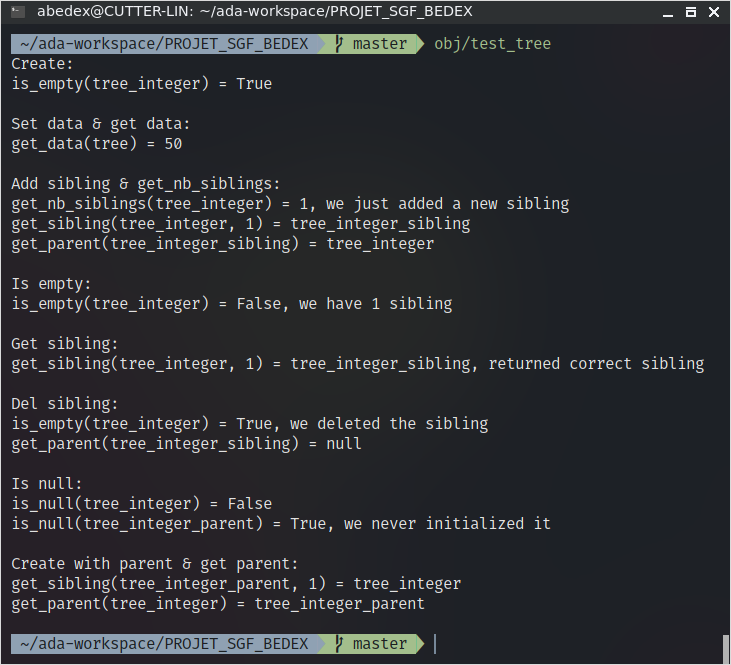 abedex@CUTTER-LIN: ~/ada-workspace/PROJET_SGF_BEDEX
~/ada-workspace/PROJET_SGF_BEDEX master obj/test_tree
Create:
is_empty(tree_integer) = True
Set data & get data:
get_data(tree) = 50
Add sibling & get_nb_siblings:
get_nb_siblings(tree_integer) = 1, we just added a new sibling
get_sibling(tree_integer, 1) = tree_integer_sibling
get_parent(tree_integer_sibling) = tree_integer
Is empty:
is_empty(tree_integer) = False, we have 1 sibling
Get sibling:
get_sibling(tree_integer, 1) = tree_integer_sibling, returned correct sibling
Del sibling:
is_empty(tree_integer) = True, we deleted the sibling
get_parent(tree_integer_sibling) = null
Is null:
is_null(tree_integer) = False
is_null(tree_integer_parent) = True, we never initialized it
Create with parent & get parent:
get_sibling(tree_integer_parent, 1) = tree_integer
get_parent(tree_integer) = tree_integer_parent
~/ada-workspace/PROJET_SGF_BEDEX master